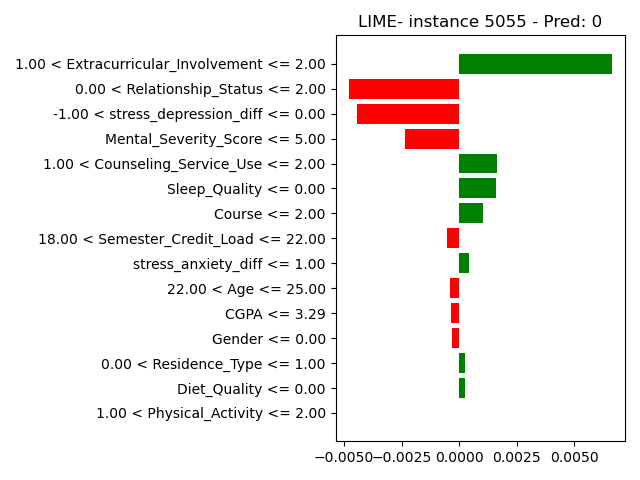 LIME- instance 5055 - Pred: 0
1.00 < Extracurricular_Involvement <= 2.00
0.00 < Relationship_Status <= 2.00
-1.00 < stress_depression_diff <= 0.00
Mental_Severity_Score <= 5.00
1.00 < Counseling_Service_Use <= 2.00
Sleep_Quality <= 0.00
Course <= 2.00
18.00 < Semester_Credit_Load <= 22.00
stress_anxiety_diff <= 1.00
22.00 < Age <= 25.00
CGPA <= 3.29
Gender <= 0.00
0.00 < Residence_Type <= 1.00
Diet_Quality <= 0.00
1.00 < Physical_Activity <= 2.00
−0.0050 −0.0025 0.0000 0.0025 0.0050